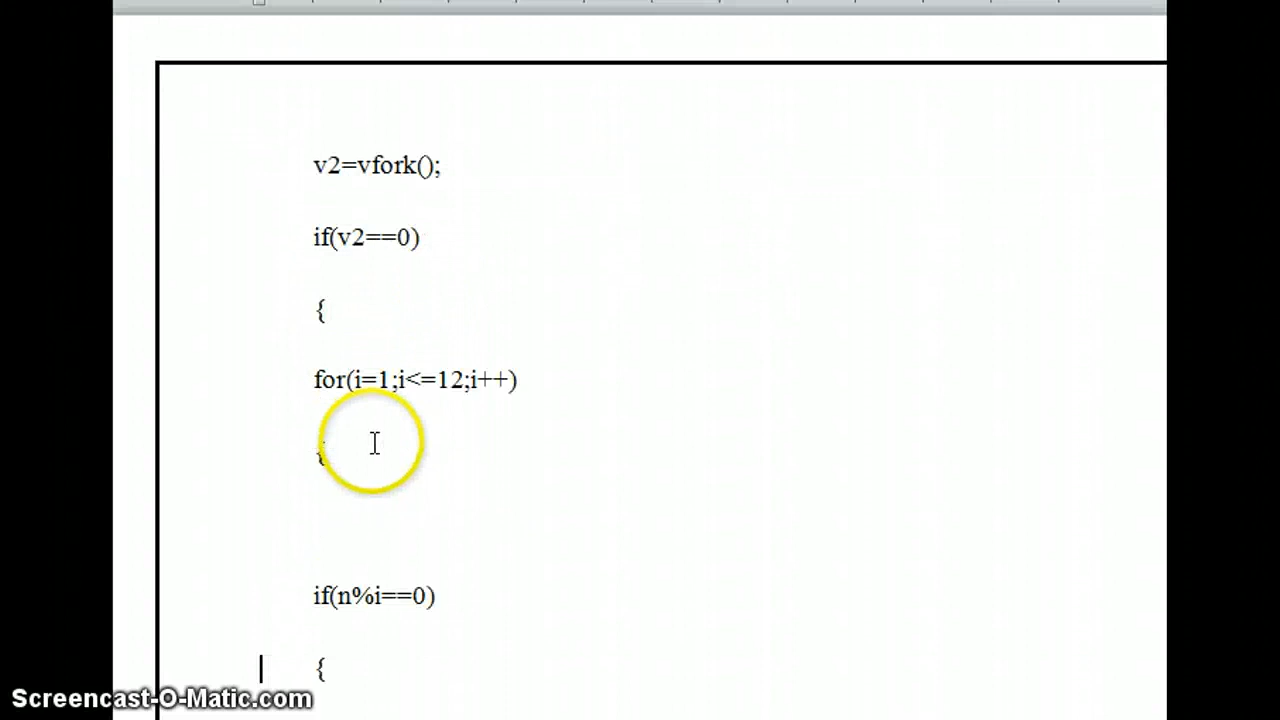 v2=vfork();
if(v2==0)
{
for(i=1;i<=12;i++)
{
if(n%i==0)
{
Screencast-O-Matic.com